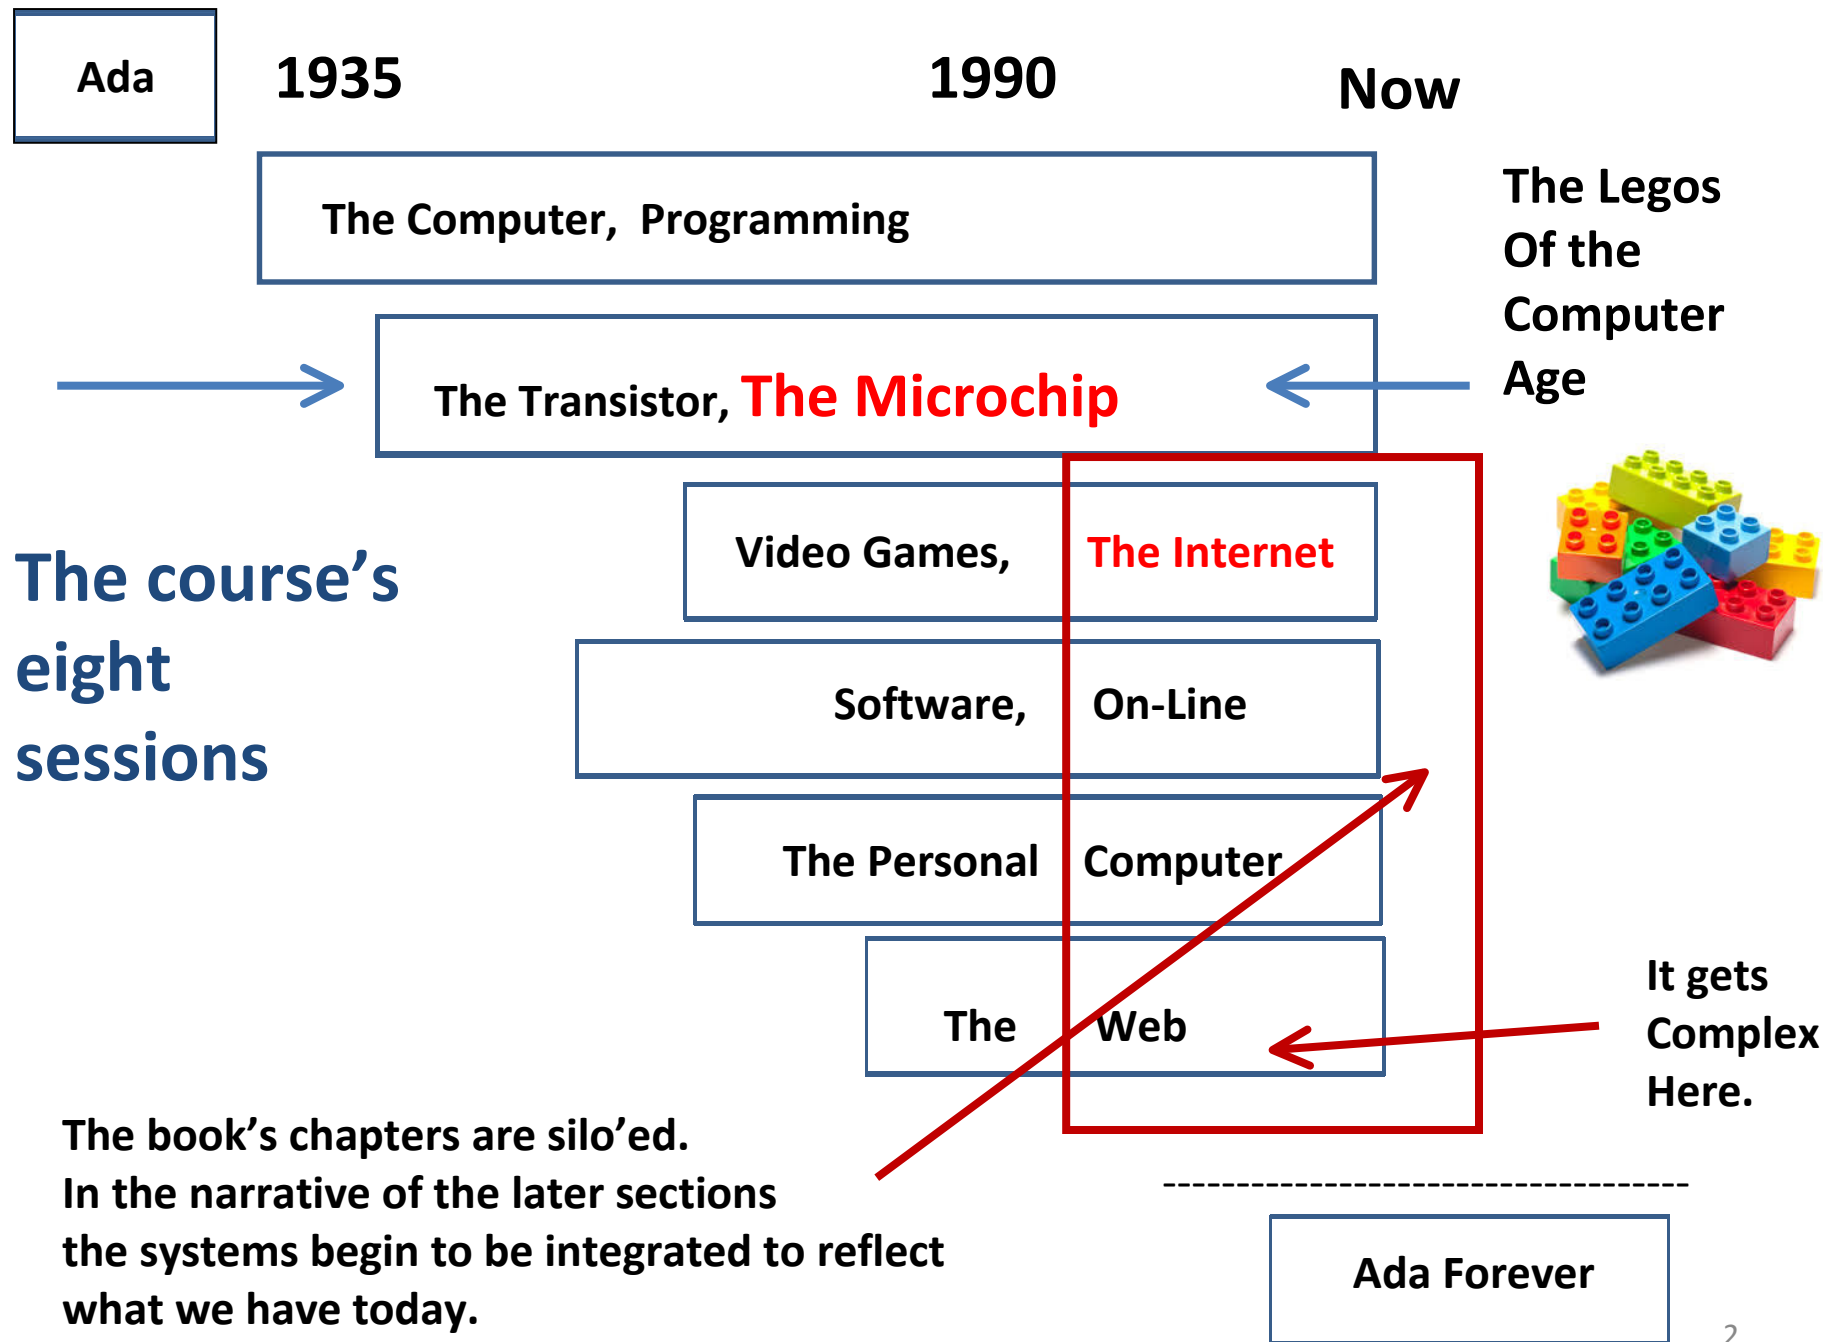 Ada
1935
1990
Now
The Computer,  Programming
The Legos
Of the
Computer
Age
The Transistor, The Microchip
Video Games, The Internet
The course’s
eight
sessions
Software, On-Line
The Personal Computer
The Web
It gets
Complex
Here.
The book’s chapters are silo’ed.
In the narrative of the later sections
the systems begin to be integrated to reflect
what we have today.
------------------------------------
Ada Forever
2